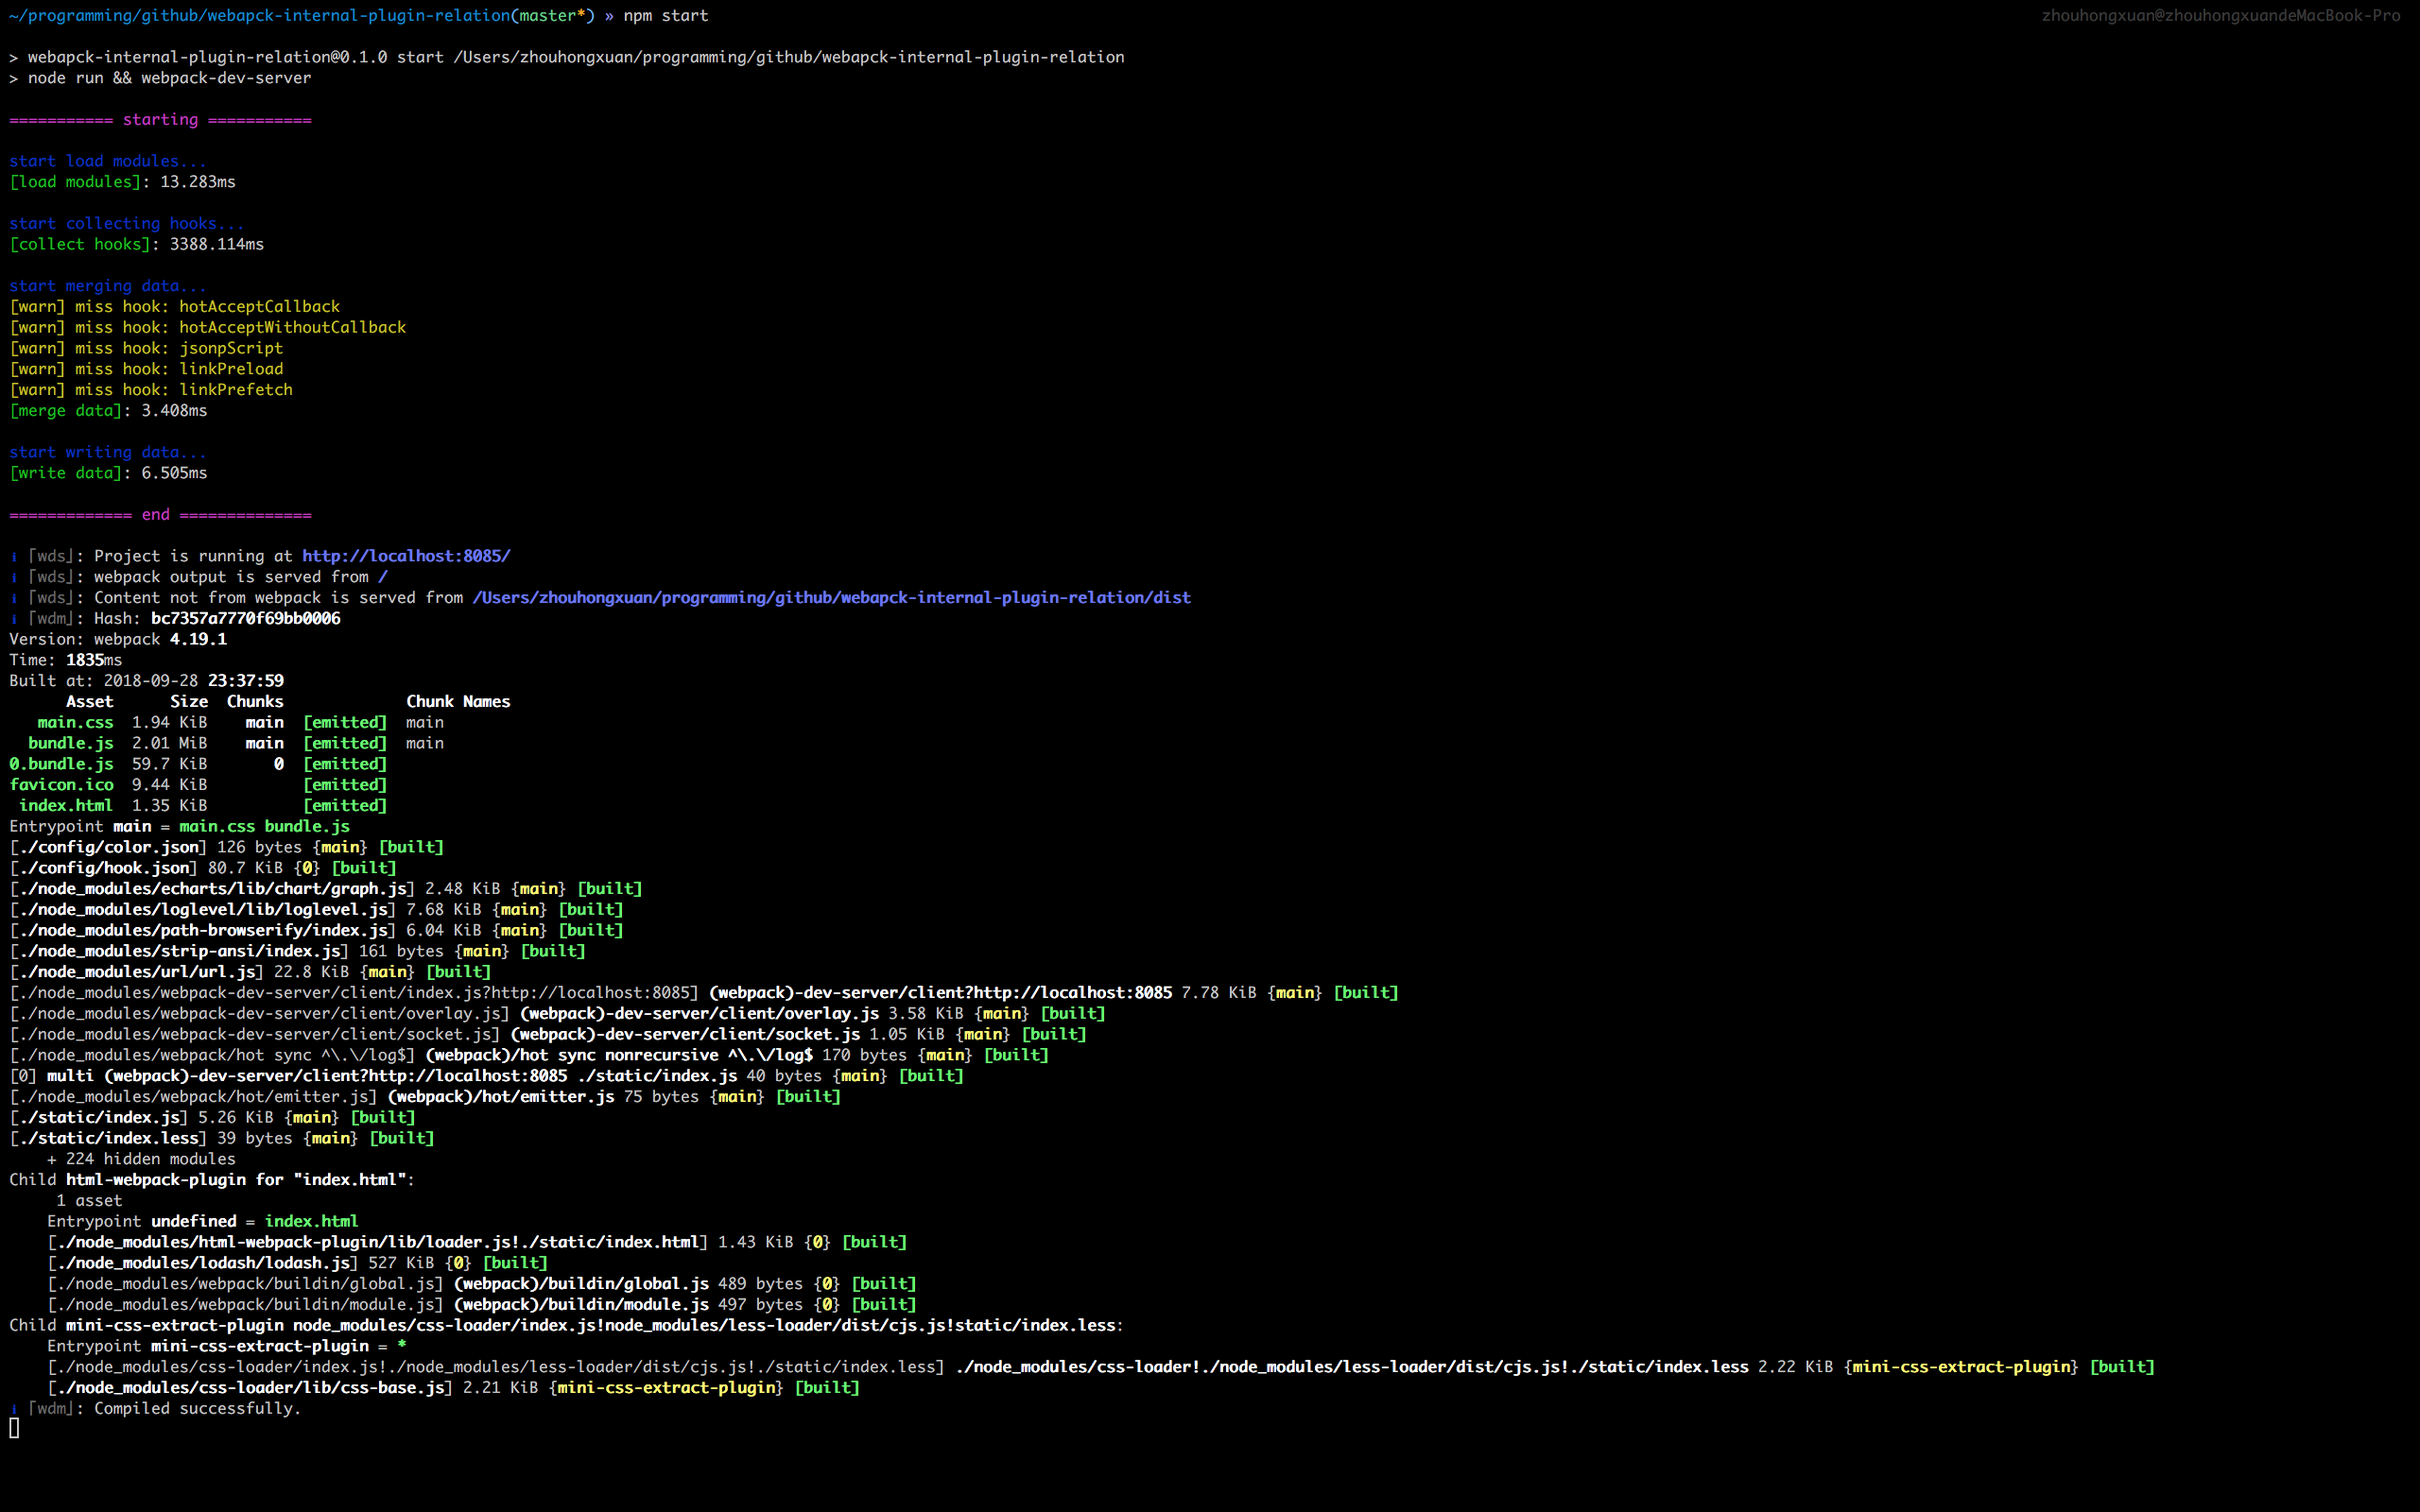 ~/programming/github/webapck-internal-plugin-relation(master*) » npm start zhouhongxuan@zhouhongxuandeMacBook-Pro
> webapck-internal-plugin-relation@0.1.0 start /Users/zhouhongxuan/programming/github/webapck-internal-plugin-relation
> node run && webpack-dev-server
=========== starting ===========
start load modules...
[load modules]: 13.283ms
start collecting hooks...
[collect hooks]: 3388.114ms
start merging data...
[warn] miss hook: hotAcceptCallback
[warn] miss hook: hotAcceptWithoutCallback
[warn] miss hook: jsonpScript
[warn] miss hook: linkPreload
[warn] miss hook: linkPrefetch
[merge data]: 3.408ms
start writing data...
[write data]: 6.505ms
============= end ==============
ℹ ｢wds｣: Project is running at http://localhost:8085/
ℹ ｢wds｣: webpack output is served from /
ℹ ｢wds｣: Content not from webpack is served from /Users/zhouhongxuan/programming/github/webapck-internal-plugin-relation/dist
ℹ ｢wdm｣: Hash: bc7357a7770f69bb0006
Version: webpack 4.19.1
Time: 1835ms
Built at: 2018-09-28 23:37:59
Asset Size Chunks Chunk Names
main.css 1.94 KiB main [emitted] main
bundle.js 2.01 MiB main [emitted] main
0.bundle.js 59.7 KiB 0 [emitted]
favicon.ico 9.44 KiB [emitted]
index.html 1.35 KiB [emitted]
Entrypoint main = main.css bundle.js
[./config/color.json] 126 bytes {main} [built]
[./config/hook.json] 80.7 KiB {0} [built]
[./node_modules/echarts/lib/chart/graph.js] 2.48 KiB {main} [built]
[./node_modules/loglevel/lib/loglevel.js] 7.68 KiB {main} [built]
[./node_modules/path-browserify/index.js] 6.04 KiB {main} [built]
[./node_modules/strip-ansi/index.js] 161 bytes {main} [built]
[./node_modules/url/url.js] 22.8 KiB {main} [built]
[./node_modules/webpack-dev-server/client/index.js?http://localhost:8085] (webpack)-dev-server/client?http://localhost:8085 7.78 KiB {main} [built]
[./node_modules/webpack-dev-server/client/overlay.js] (webpack)-dev-server/client/overlay.js 3.58 KiB {main} [built]
[./node_modules/webpack-dev-server/client/socket.js] (webpack)-dev-server/client/socket.js 1.05 KiB {main} [built]
[./node_modules/webpack/hot sync ^\.\/log$] (webpack)/hot sync nonrecursive ^\.\/log$ 170 bytes {main} [built]
[0] multi (webpack)-dev-server/client?http://localhost:8085 ./static/index.js 40 bytes {main} [built]
[./node_modules/webpack/hot/emitter.js] (webpack)/hot/emitter.js 75 bytes {main} [built]
[./static/index.js] 5.26 KiB {main} [built]
[./static/index.less] 39 bytes {main} [built]
+ 224 hidden modules
Child html-webpack-plugin for "index.html":
1 asset
Entrypoint undefined = index.html
[./node_modules/html-webpack-plugin/lib/loader.js!./static/index.html] 1.43 KiB {0} [built]
[./node_modules/lodash/lodash.js] 527 KiB {0} [built]
[./node_modules/webpack/buildin/global.js] (webpack)/buildin/global.js 489 bytes {0} [built]
[./node_modules/webpack/buildin/module.js] (webpack)/buildin/module.js 497 bytes {0} [built]
Child mini-css-extract-plugin node_modules/css-loader/index.js!node_modules/less-loader/dist/cjs.js!static/index.less:
Entrypoint mini-css-extract-plugin = *
[./node_modules/css-loader/index.js!./node_modules/less-loader/dist/cjs.js!./static/index.less] ./node_modules/css-loader!./node_modules/less-loader/dist/cjs.js!./static/index.less 2.22 KiB {mini-css-extract-plugin} [built]
[./node_modules/css-loader/lib/css-base.js] 2.21 KiB {mini-css-extract-plugin} [built]
ℹ ｢wdm｣: Compiled successfully.